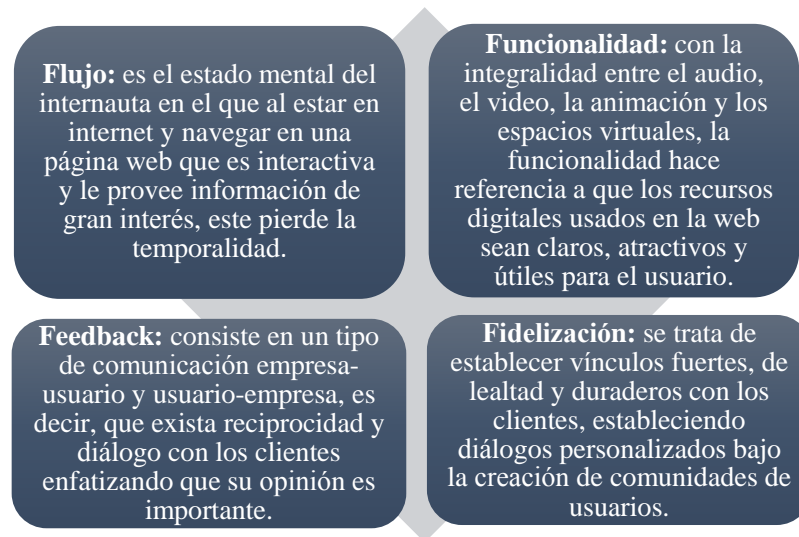 Flujo: es el estado mental del
internauta en el que al estar en
internet y navegar en una
página web que es interactiva
y le provee información de
gran interés, este pierde la
temporalidad.
Funcionalidad: con la
integralidad entre el audio,
el video, la animación y los
espacios virtuales, la
funcionalidad hace
referencia a que los recursos
digitales usados en la web
sean claros, atractivos y
útiles para el usuario.
Feedback: consiste en un tipo
de comunicación empresa-
usuario y usuario-empresa, es
decir, que exista reciprocidad y
diálogo con los clientes
enfatizando que su opinión es
importante.
Fidelización: se trata de
establecer vínculos fuertes, de
lealtad y duraderos con los
clientes, estableciendo
diálogos personalizados bajo
la creación de comunidades de
usuarios.